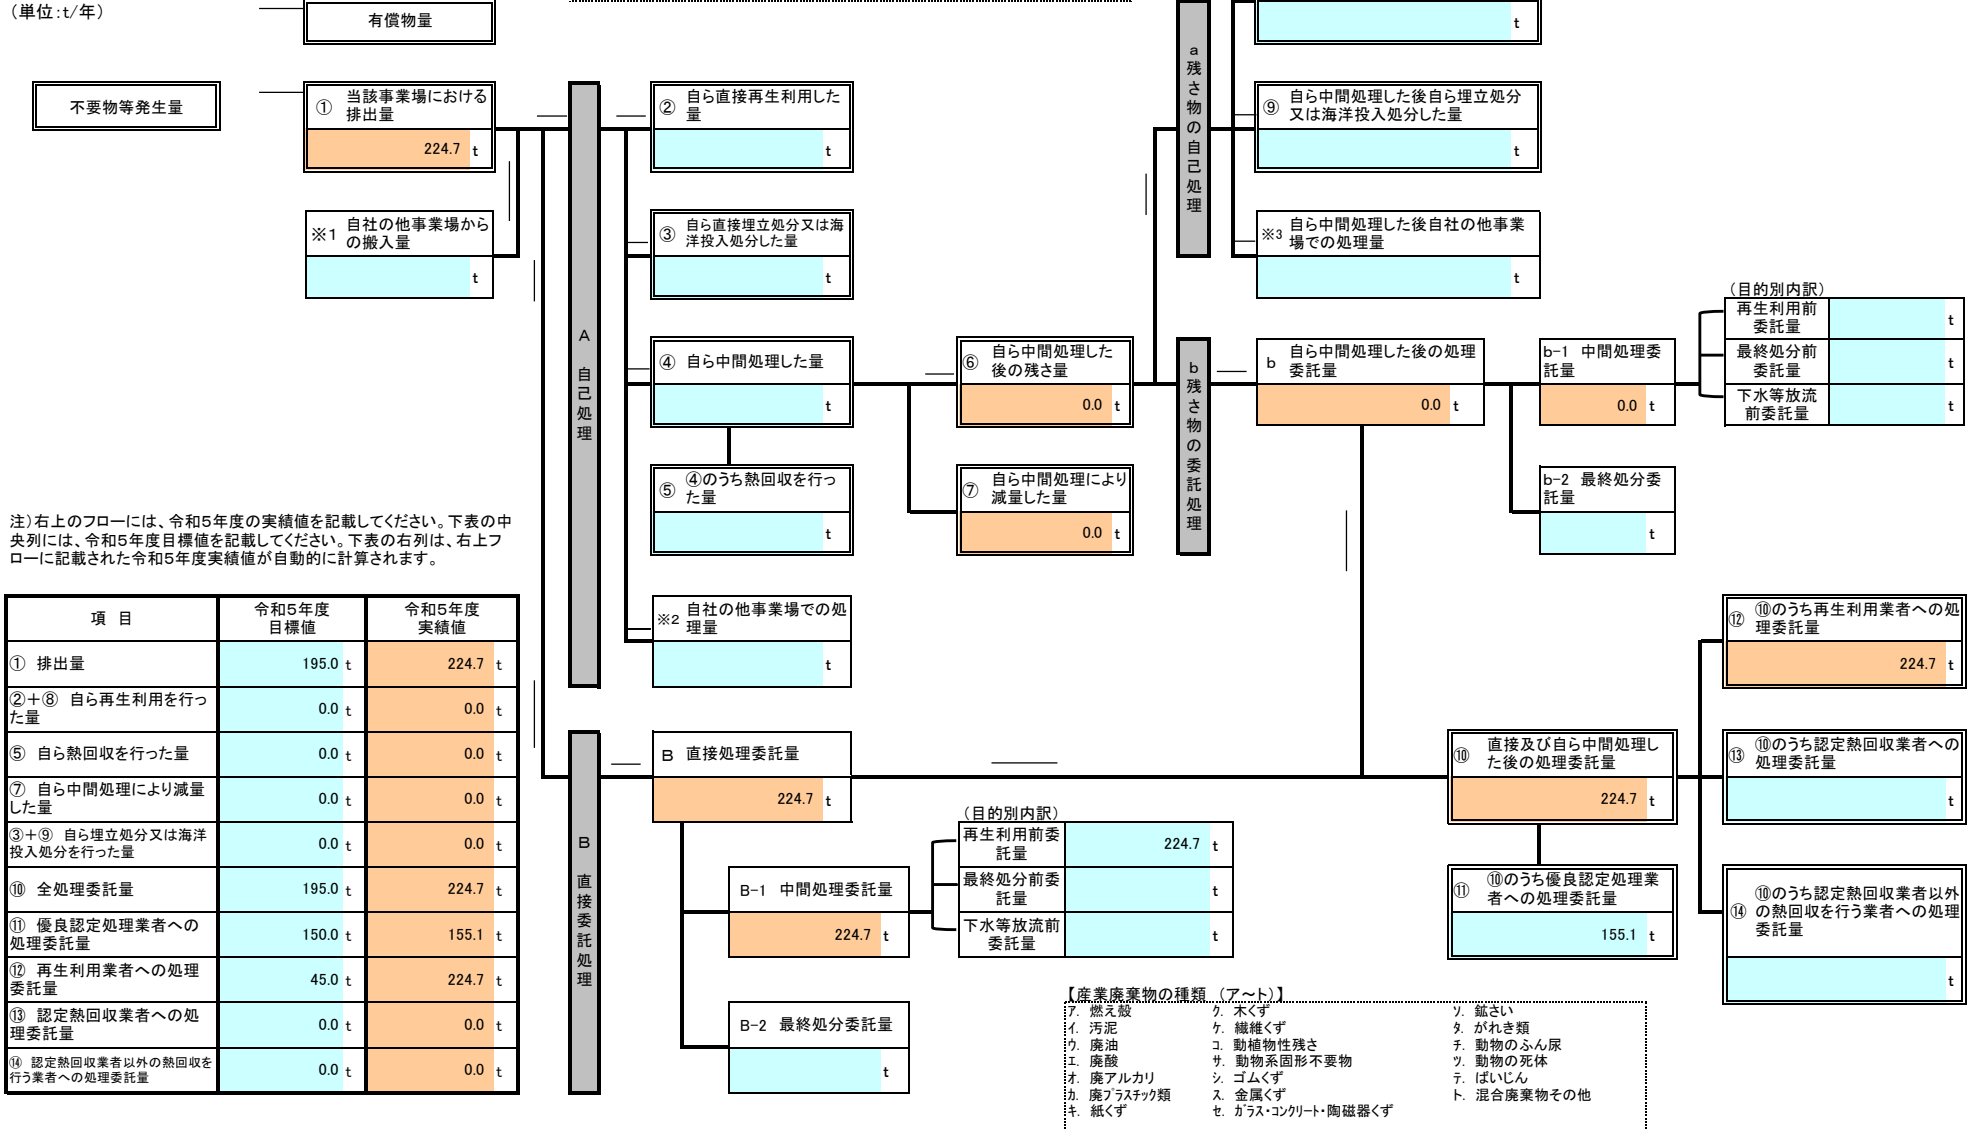 (単位:t/年)
有償物量
t
不要物等発生量
① 当該事業場における
排出量
224.7 t
※1 自社の他事業場から
の搬入量
t
A 自己処理
② 自ら直接再生利用した
量
t
③ 自ら直接埋立処分又は海
洋投入処分した量
t
④ 自ら中間処理した量
t
⑤ ④のうち熱回収を行っ
た量
t
※2 自社の他事業場での処
理量
t
⑥ 自ら中間処理した
後の残さ量
0.0 t
⑦ 自ら中間処理により
減量した量
0.0 t
a 残さ物の自己処理
⑨ 自ら中間処理した後自ら埋立処分
又は海洋投入処分した量
t
※3 自ら中間処理した後自社の他事業
場での処理量
t
b 残さ物の委託処理
b 自ら中間処理した後の処理
委託量
0.0 t
b-1 中間処理委
託量
0.0 t
b-2 最終処分委
託量
t
(目的別内訳)
再生利用前
委託量
t
最終処分前
委託量
t
下水等放流
前委託量
t
注)右上のフローには、令和5年度の実績値を記載してください。下表の中
央列には、令和5年度目標値を記載してください。下表の右列は、右上フ
ローに記載された令和5年度実績値が自動的に計算されます。
項 目 令和5年度
目標値 令和5年度
実績値
① 排出量 195.0 t 224.7 t
②+⑧ 自ら再生利用を行っ
た量 0.0 t 0.0 t
⑤ 自ら熱回収を行った量 0.0 t 0.0 t
⑦ 自ら中間処理により減量
した量 0.0 t 0.0 t
③+⑨ 自ら埋立処分又は海洋
投入処分を行った量 0.0 t 0.0 t
⑩ 全処理委託量 195.0 t 224.7 t
⑪ 優良認定処理業者への
処理委託量 150.0 t 155.1 t
⑫ 再生利用業者への処理
委託量 45.0 t 224.7 t
⑬ 認定熱回収業者への処
理委託量 0.0 t 0.0 t
⑭ 認定熱回収業者以外の熱回収を
行う業者への処理委託量 0.0 t 0.0 t
B 直接委託処理
B 直接処理委託量
224.7 t
B-1 中間処理委託量
224.7 t
B-2 最終処分委託量
t
(目的別内訳)
再生利用前委
託量
224.7 t
最終処分前委
託量
t
下水等放流前
委託量
t
⑩ 直接及び自ら中間処理し
た後の処理委託量
224.7 t
⑪ ⑩のうち優良認定処理業
者への処理委託量
155.1 t
⑫ ⑩のうち再生利用業者への処
理委託量
224.7 t
⑬ ⑩のうち認定熱回収業者への
処理委託量
t
⑭ ⑩のうち認定熱回収業者以外
の熱回収を行う業者への処理
委託量
t
【産業廃棄物の種類 (ア~ト)】
ア. 燃え殻 ク. 木くず ソ. 鉱さい
イ. 汚泥 ケ. 繊維くず タ. がれき類
ウ. 廃油 コ. 動植物性残さ チ. 動物のふん尿
エ. 廃酸 サ. 動物系固形不要物 ツ. 動物の死体
オ. 廃アルカリ シ. ゴムくず テ. ばいじん
カ. 廃プラスチック類 ス. 金属くず ト. 混合廃棄物その他
キ. 紙くず セ. ガラス・コンクリート・陶磁器くず